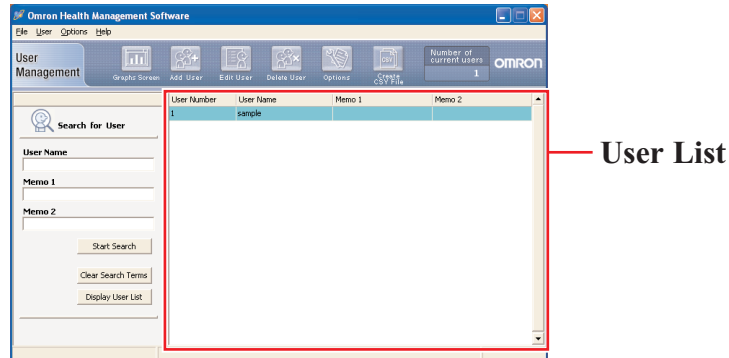 Omron Health Management Software
File User Options Help
User Management
Graphs Screen
Add User
Edit User
Delete User
Options
Create CSV File
CSV
Number of current users
1
OMRON
User Number User Name Memo 1 Memo 2
1 sample
Search for User
User Name
Memo 1
Memo 2
Start Search
Clear Search Terms
Display User List
User List